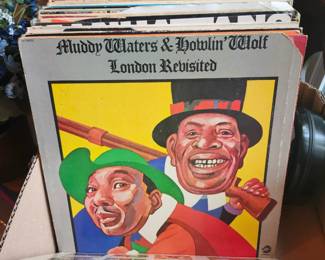 Muddy Waters & Howlin' Wolf
London Revisited